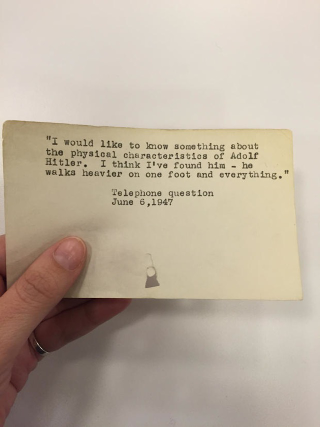 "I would like to know something about
the physical characteristics of Adolf
Hitler.  I think I've found him - he
walks heavier on one foot and everything."
Telephone question
June 6,1947